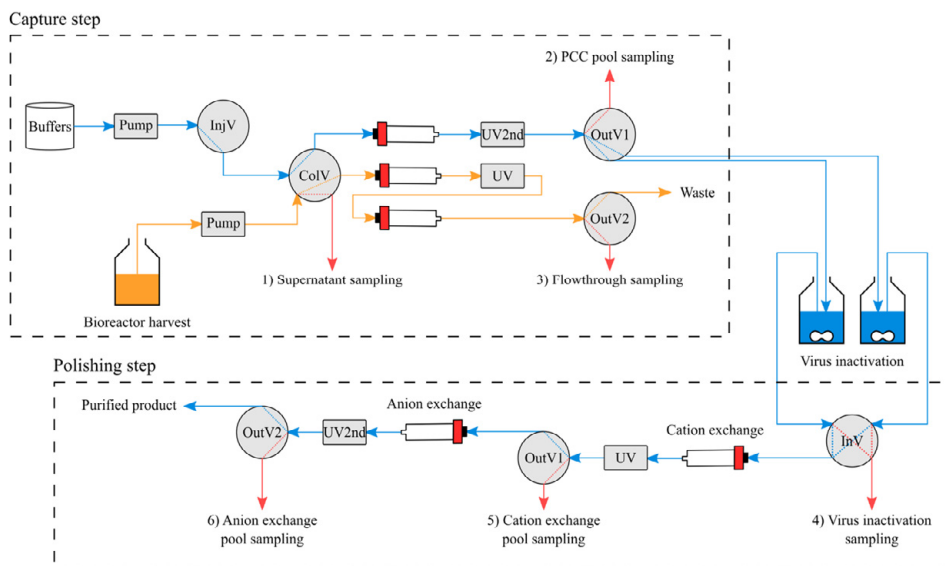 Capture step
2) PCC pool sampling
Buffers
Pump
InjV
UV2nd
OutV1
ColV
UV
Waste
Pump
OutV2
1) Supernatant sampling
3) Flowthrough sampling
Bioreactor harvest
Virus inactivation
Polishing step
Purified product
Anion exchange
Cation exchange
OutV2
UV2nd
OutV1
UV
InV
6) Anion exchange
pool sampling
5) Cation exchange
pool sampling
4) Virus inactivation
sampling